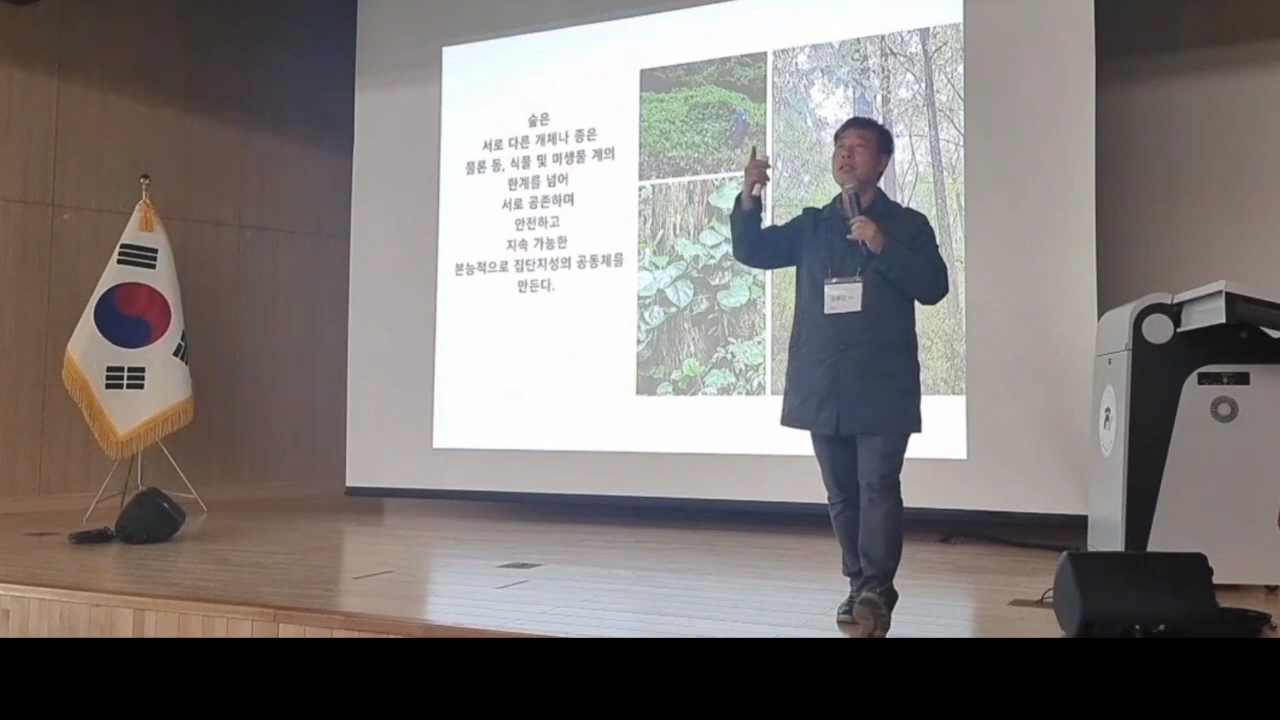 숲은
서로 다른 개체나 종은
물론 동, 식물 및 미생물 계의
한계를 넘어
서로 공존하며
안전하고
지속 가능한
본능적으로 집단지성의 공동체를
만든다.